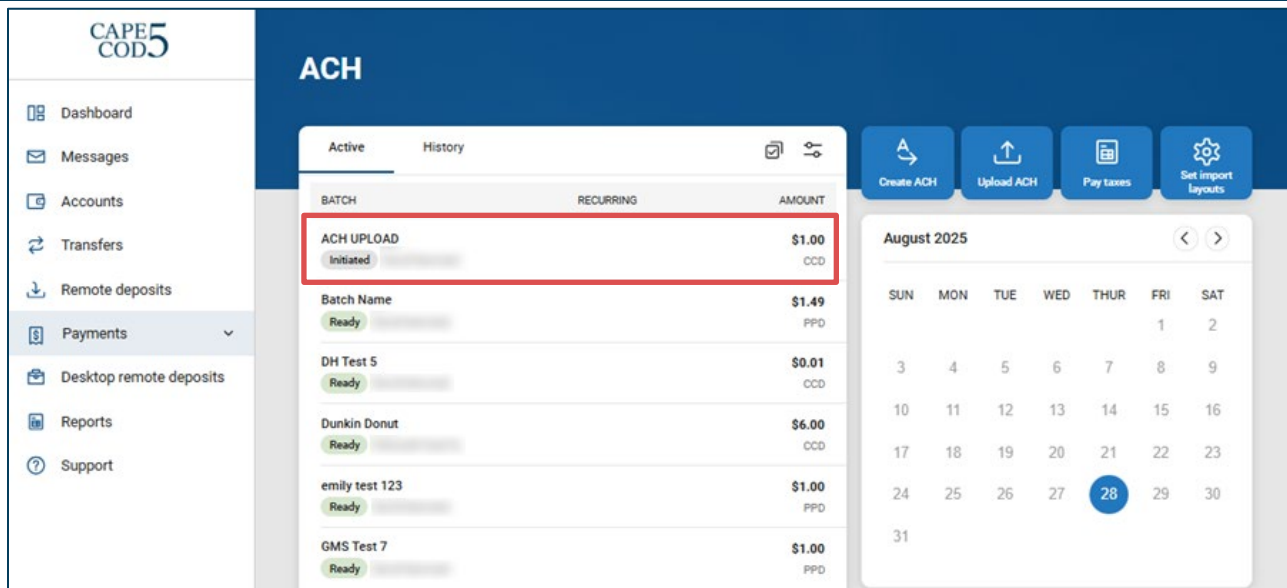 CAPE 5
COD
Dashboard
Messages
Accounts
Transfers
Remote deposits
Payments
Desktop remote deposits
Reports
Support
ACH
Active History
BATCH RECURRING AMOUNT
ACH UPLOAD $1.00
Initiated CCD
Batch Name $1.49
Ready PPD
DH Test 5 $0.01
Ready CCD
Dunkin Donut $6.00
Ready CCD
emily test 123 $1.00
Ready PPD
GMS Test 7 $1.00
Ready PPD
Create ACH
Upload ACH
Pay taxes
Set import
layouts
August 2025
SUN MON TUE WED THUR FRI SAT
1 2
3 4 5 6 7 8 9
10 11 12 13 14 15 16
17 18 19 20 21 22 23
24 25 26 27 28 29 30
31